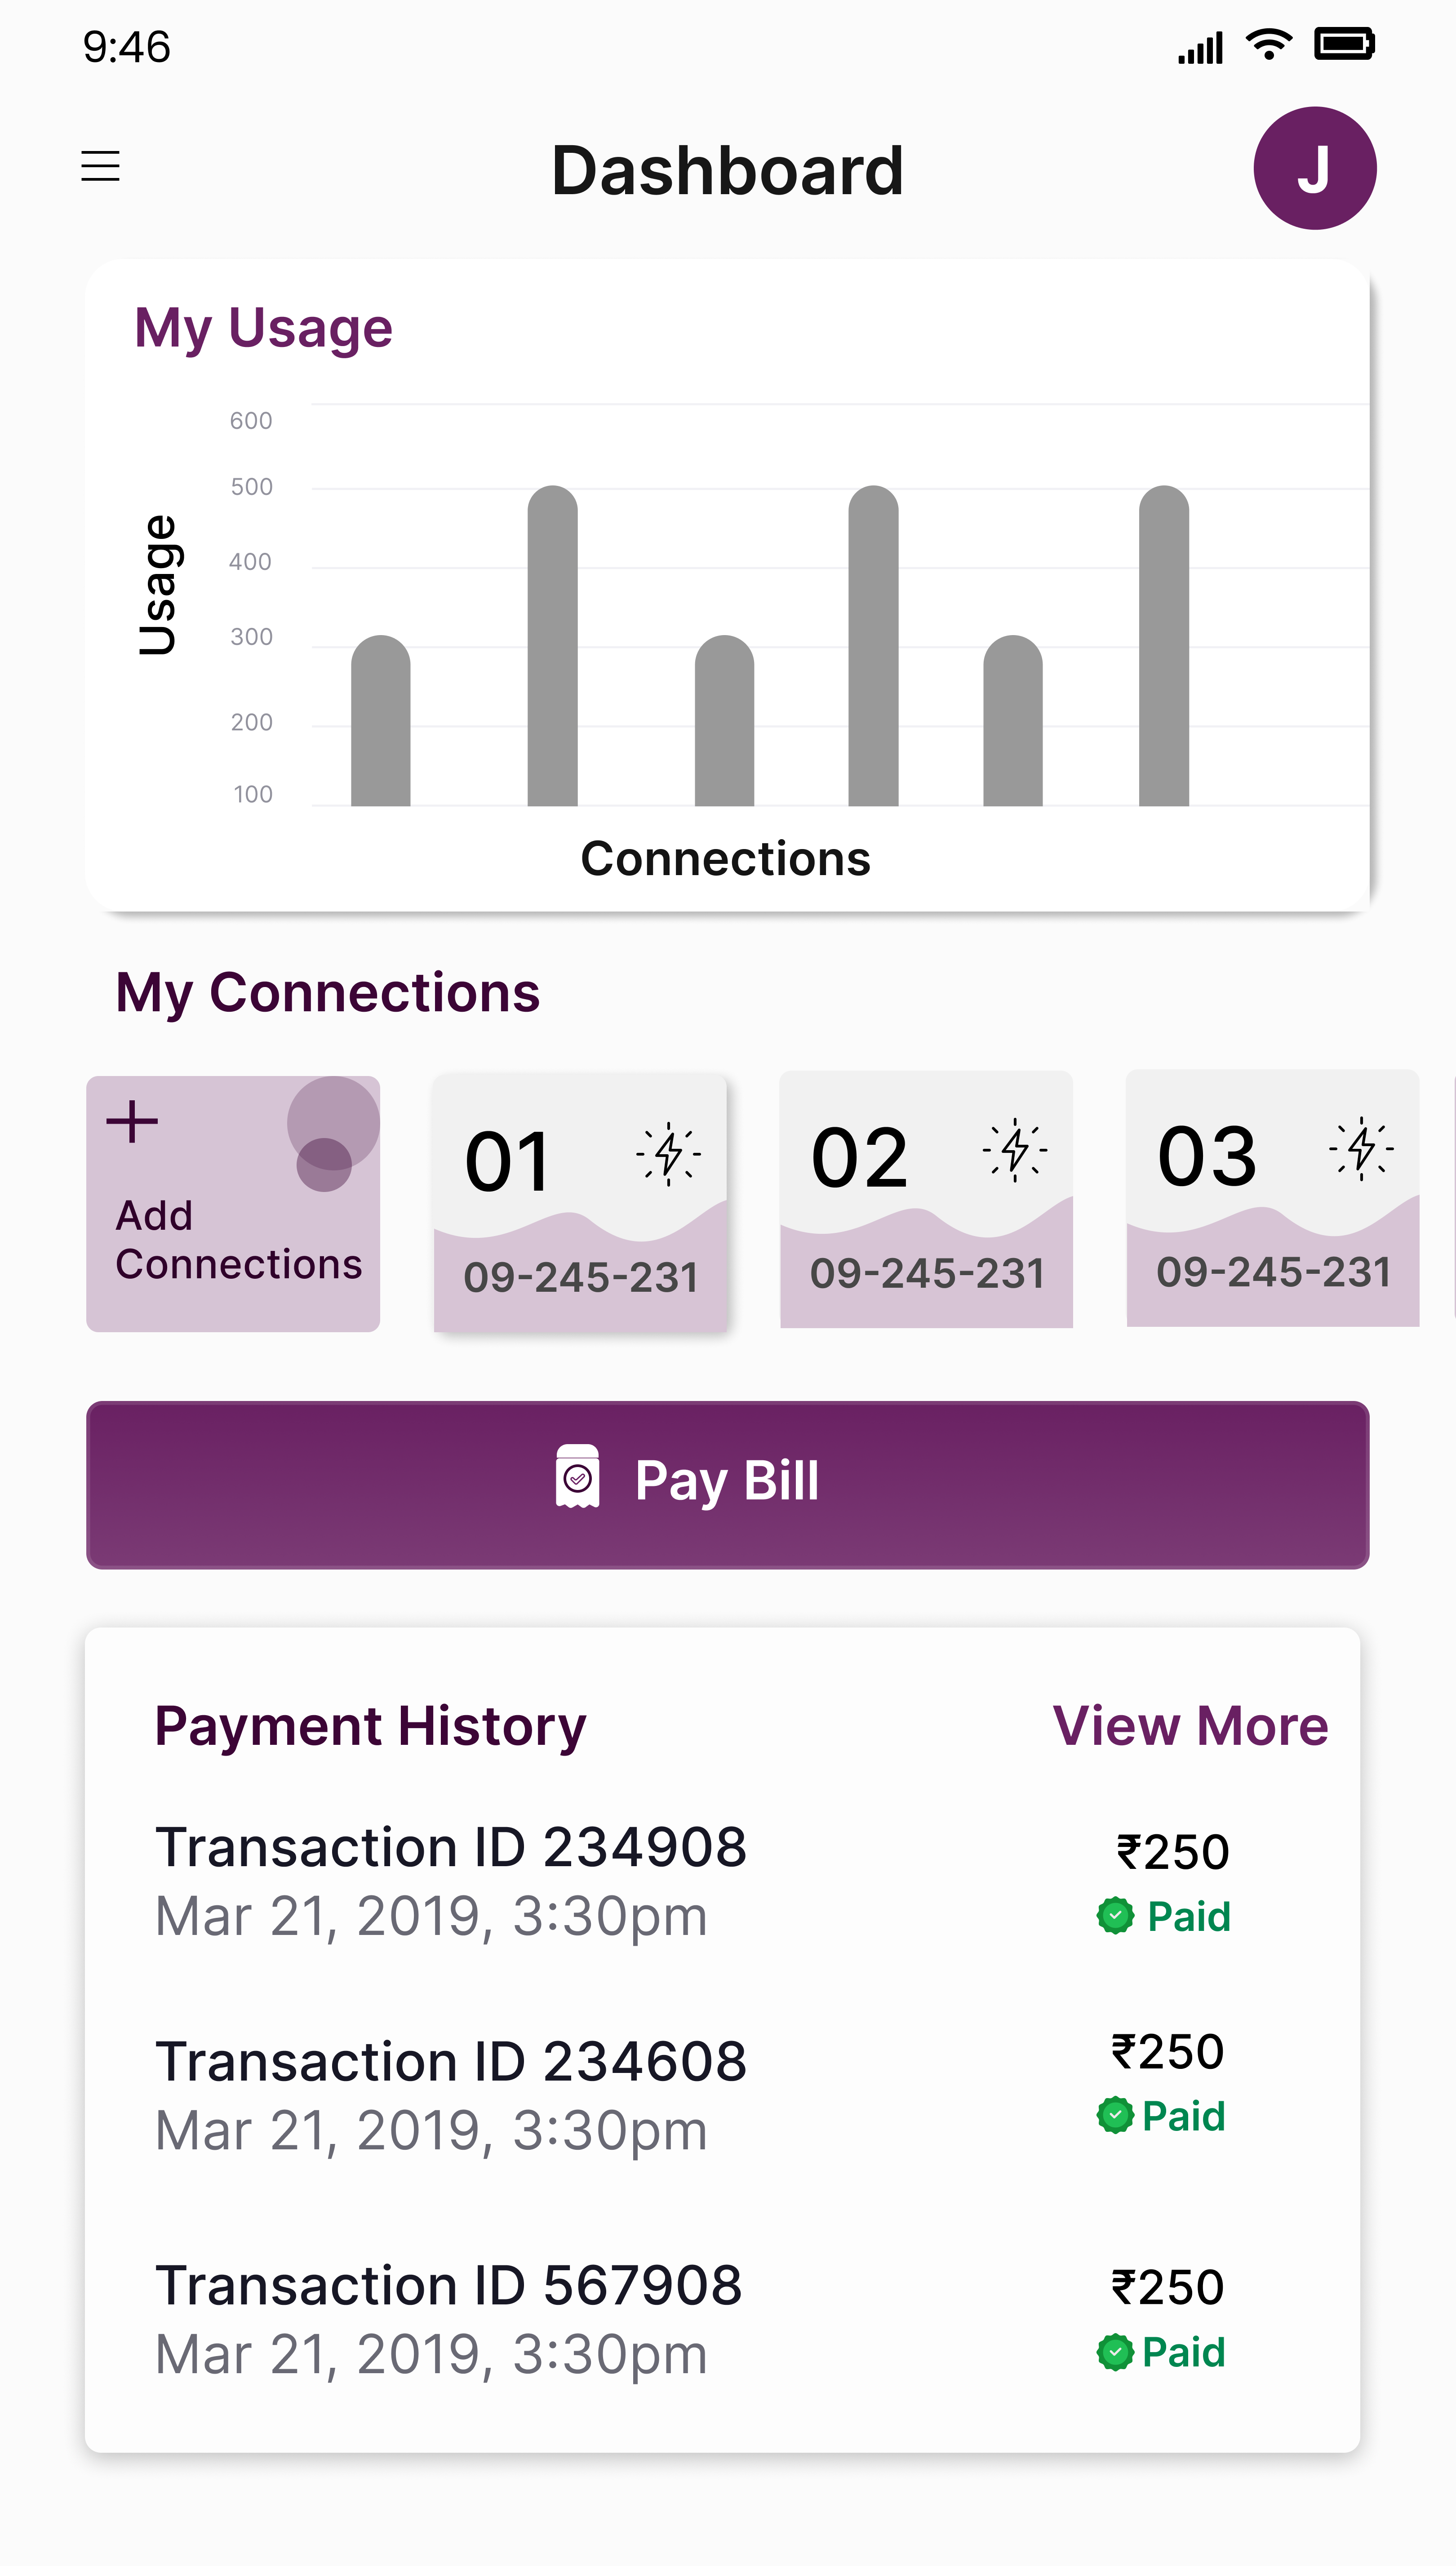 9:46
Dashboard
J
My Usage
600
500
400
300
200
100
Usage
Connections
My Connections
Add
Connections
01
09-245-231
02
09-245-231
03
09-245-231
Pay Bill
Payment History
View More
Transaction ID 234908
₹250
Mar 21, 2019, 3:30pm
Paid
Transaction ID 234608
₹250
Mar 21, 2019, 3:30pm
Paid
Transaction ID 567908
₹250
Mar 21, 2019, 3:30pm
Paid